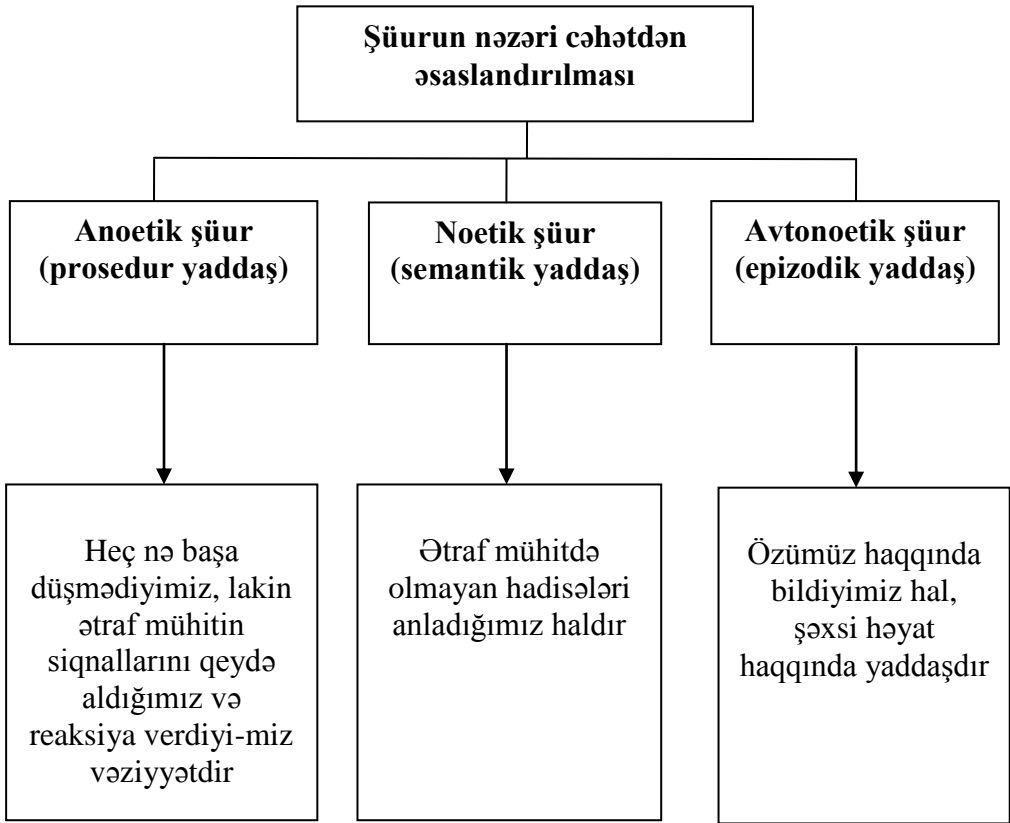 Şüurun nəzəri cəhətdən
əsaslandırılması
Anoetik şüur
(prosedur yaddaş)
Noetik şüur
(semantik yaddaş)
Avtonoetik şüur
(epizodik yaddaş)
Heç nə başa
düşmədiyimiz, lakin
ətraf mühitin
siqnallarını qeydə
aldığımız və
reaksiya verdiyi-miz
vəziyyətdir
Ətraf mühitdə
olmayan hadisələri
anladığımız haldır
Özümüz haqqında
bildiyimiz hal,
şəxsi həyat
haqqında yaddaşdır